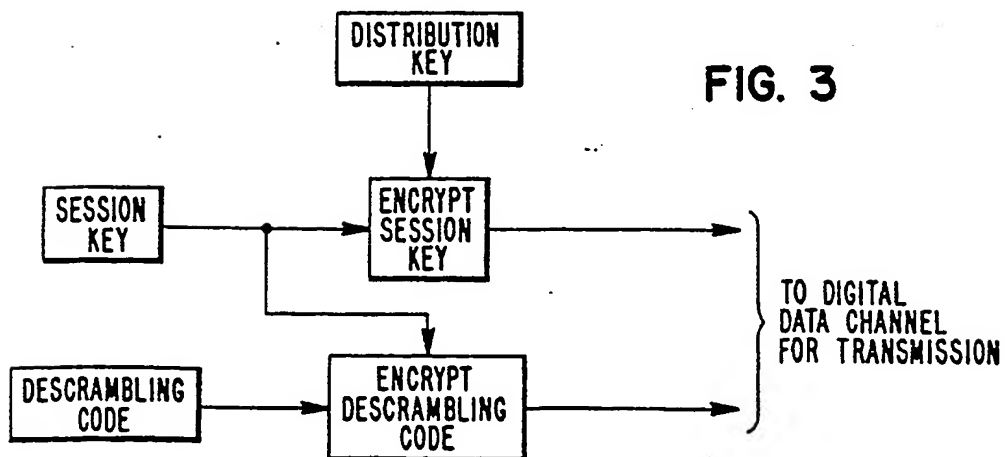 DISTRIBUTION
KEY
FIG. 3
SESSION
KEY
ENCRYPT
SESSION
KEY
TO DIGITAL
DATA CHANNEL
FOR TRANSMISSION
DESCRAMBLING
CODE
ENCRYPT
DESCRAMBLING
CODE